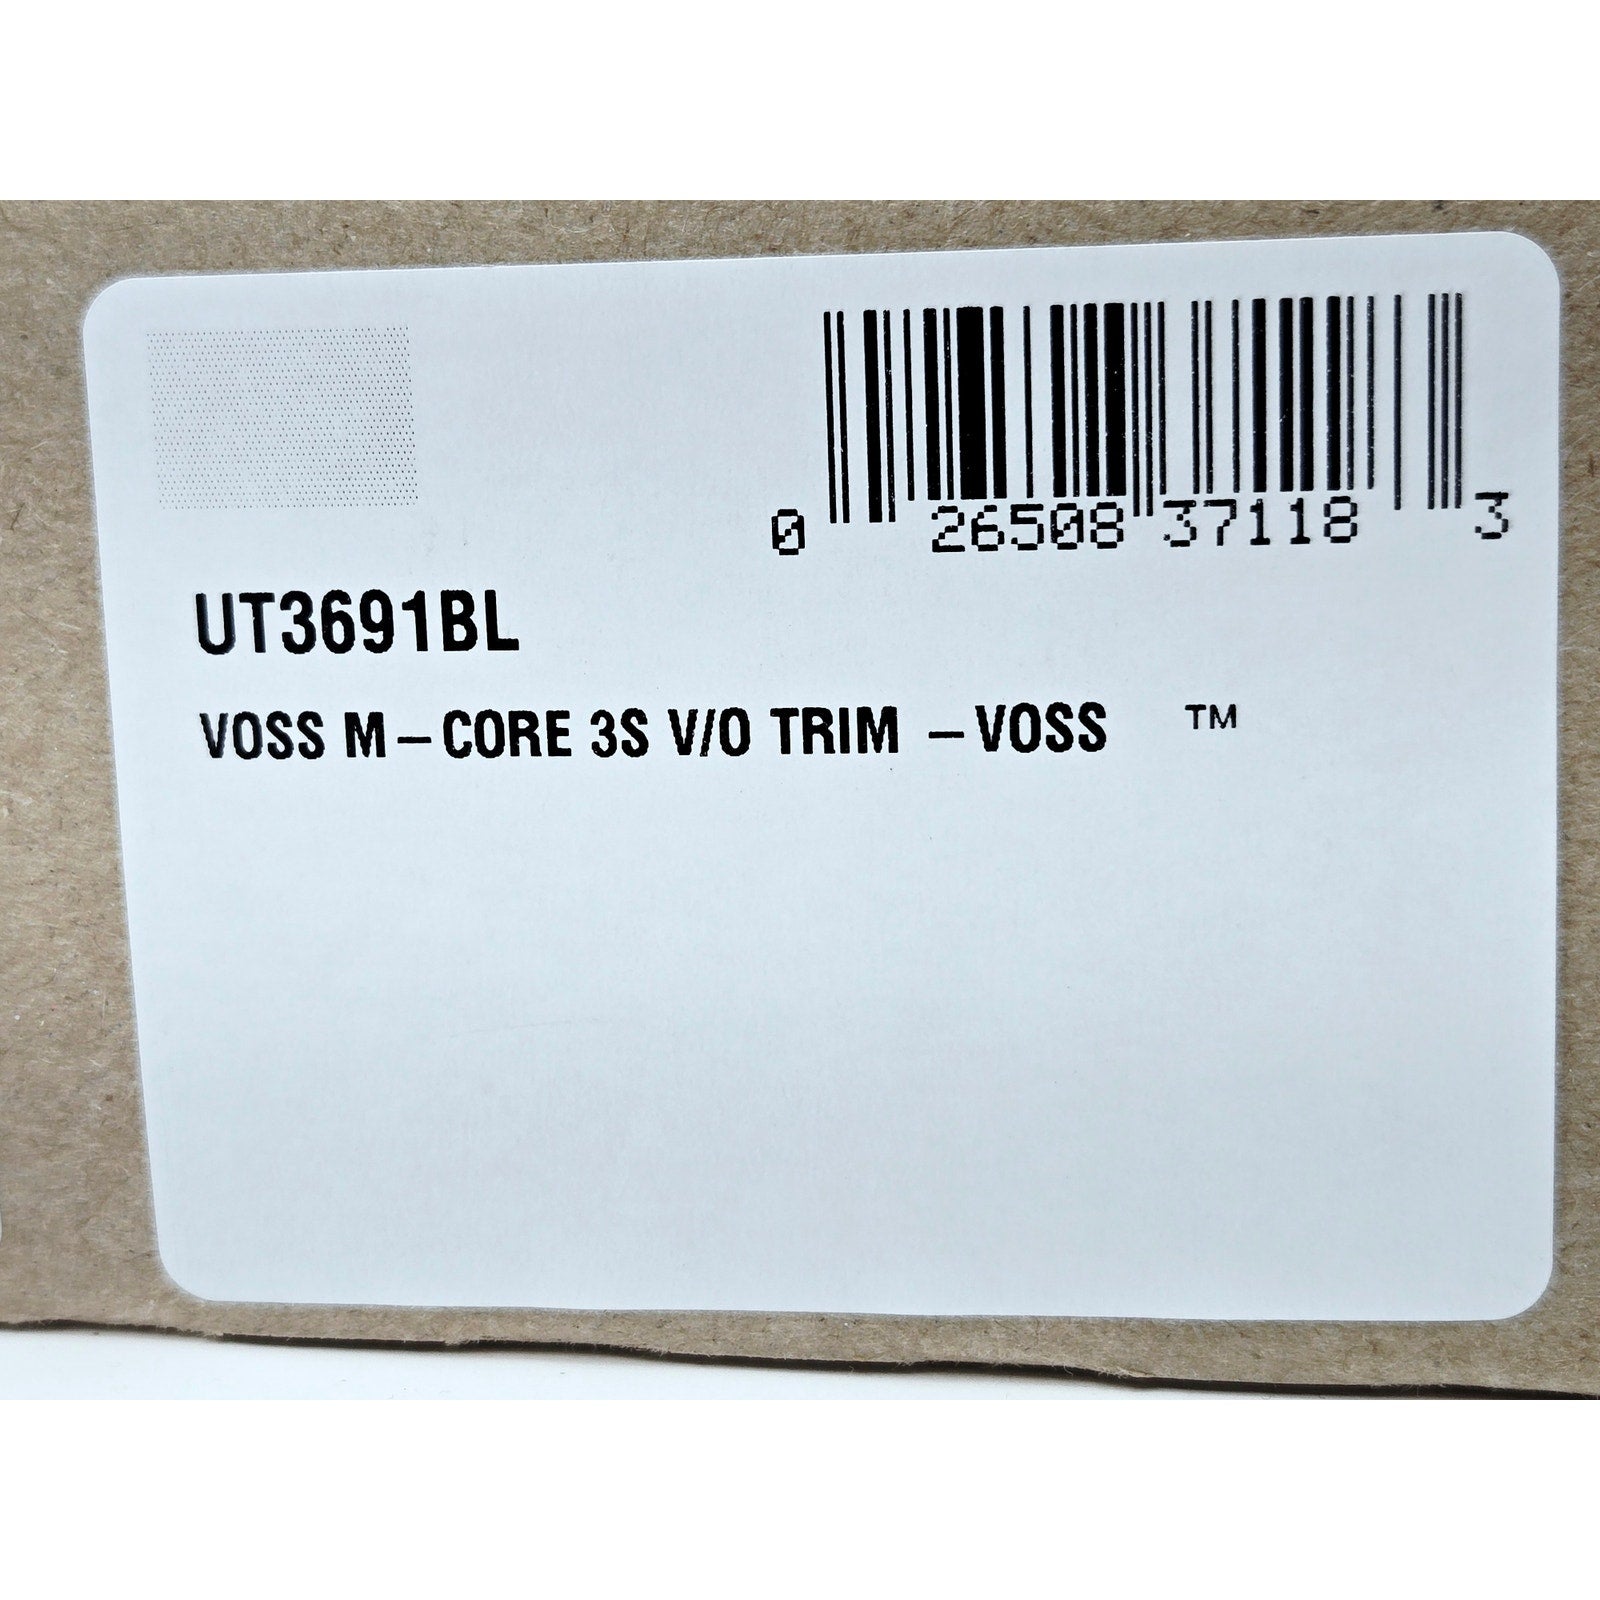 0 26508 37118 3
UT3691BL
VOSS M-CORE 3S V/O TRIM -VOSS ™